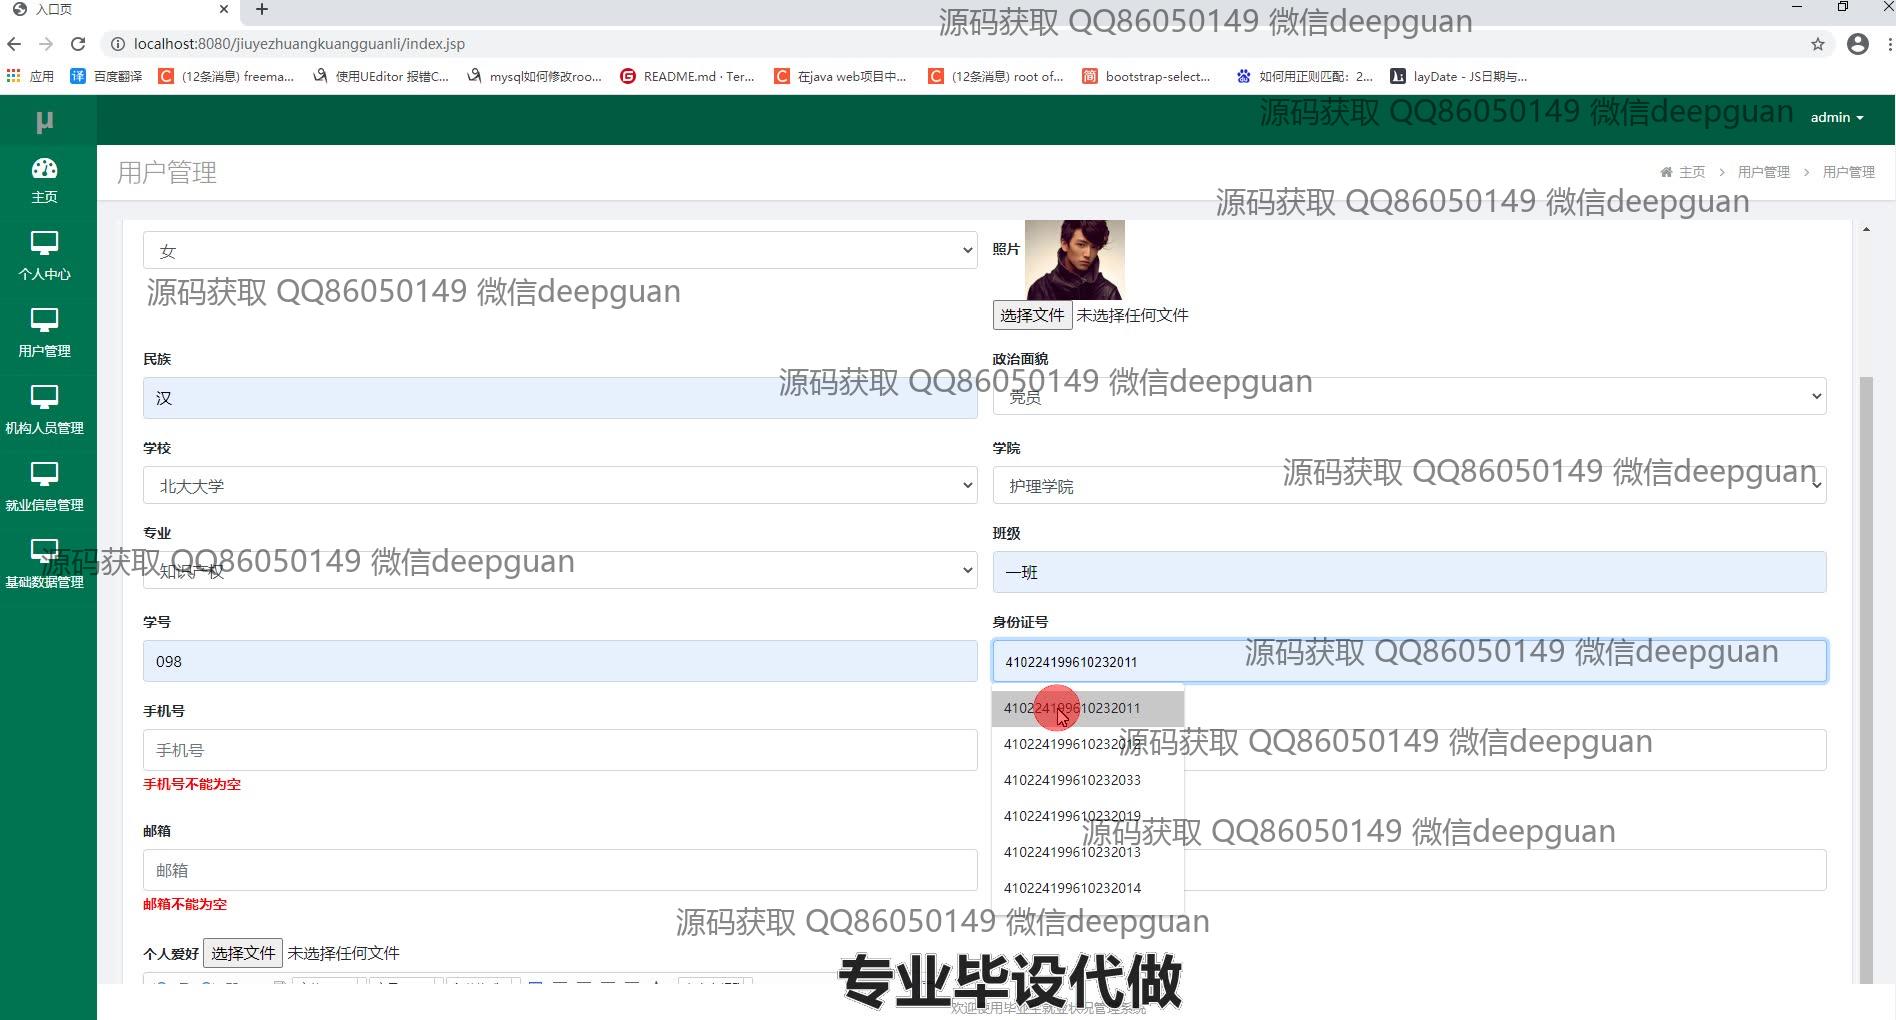 入口页
localhost:8080/jiuyezhuangkuangguanli/index.jsp
源码获取 QQ86050149 微信deepguan
应用 百度翻译 (12条消息) freema... 使用UEditor 报错C... mysql如何修改roo... README.md · Ter... 在java web项目中... (12条消息) root of... bootstrap-select... 如何用正则匹配：2... layDate - JS日期与...
源码获取 QQ86050149 微信deepguan
admin
μ
主页
个人中心
用户管理
机构人员管理
就业信息管理
基础数据管理
用户管理
主页 > 用户管理 > 用户管理
源码获取 QQ86050149 微信deepguan
女
照片
源码获取 QQ86050149 微信deepguan
选择文件 未选择任何文件
民族
政治面貌
源码获取 QQ86050149 微信deepguan
汉
党员
学校
学院
北大大学
护理学院
源码获取 QQ86050149 微信deepguan
专业
班级
源码获取 QQ86050149 微信deepguan
知识产权
一班
学号
身份证号
098
410224199610232011
源码获取 QQ86050149 微信deepguan
410224199610232011
410224199610232012
410224199610232033
410224199610232019
410224199610232013
410224199610232014
手机号
手机号
源码获取 QQ86050149 微信deepguan
手机号不能为空
邮箱
源码获取 QQ86050149 微信deepguan
邮箱
邮箱不能为空
源码获取 QQ86050149 微信deepguan
个人爱好 选择文件 未选择任何文件
专业毕设代做
欢迎使用毕业生就业状况管理系统